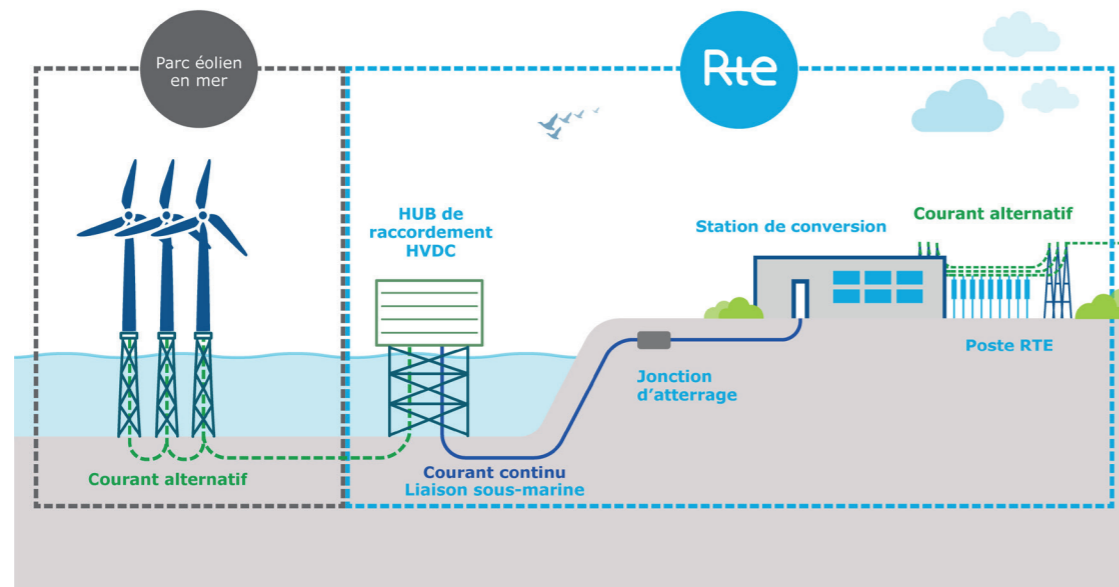 Parc éolien
en mer
Rte
HUB de
raccordement
HVDC
Station de conversion
Courant alternatif
Jonction
d'atterrage
Poste RTE
Courant alternatif
Courant continu
Liaison sous-marine